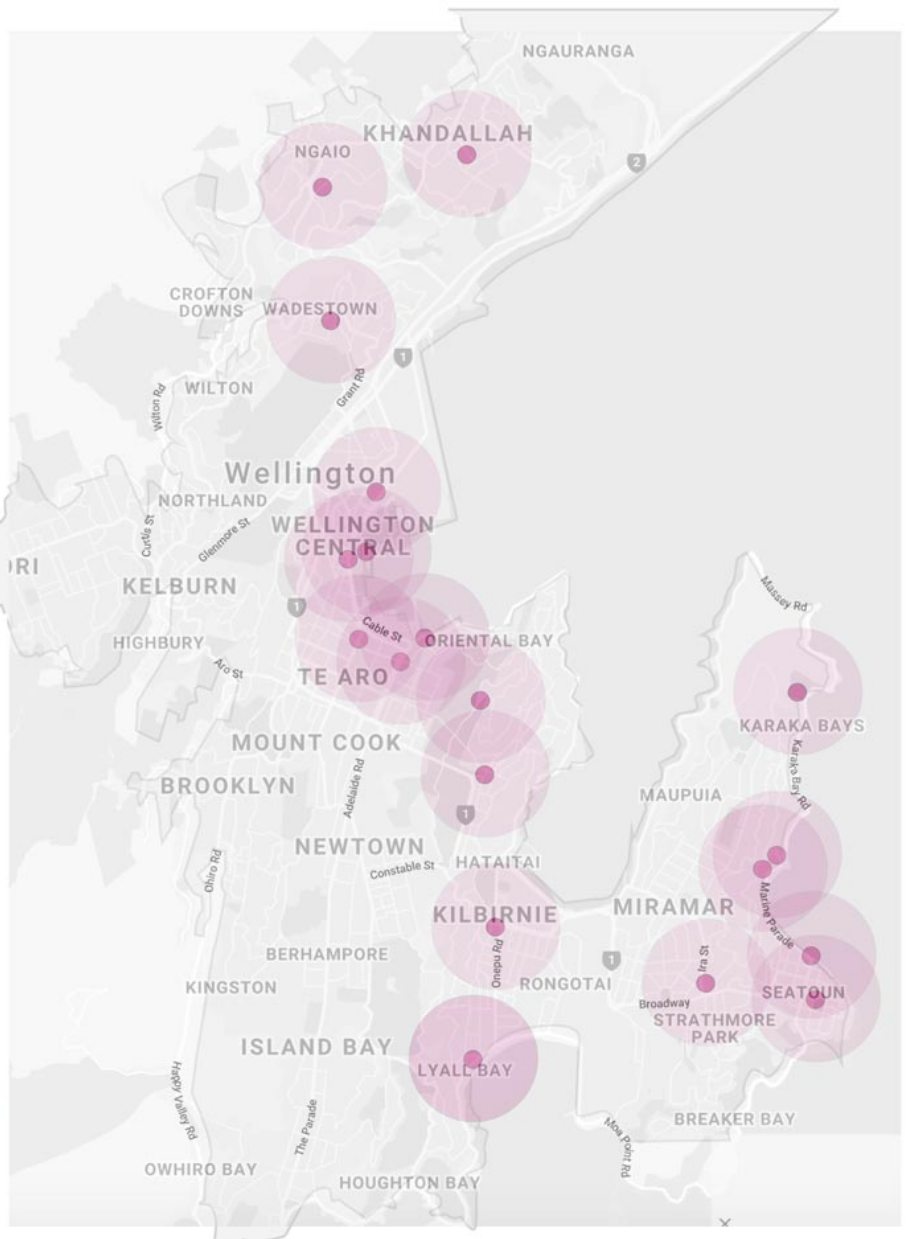 NGAURANGA
KHANDALLAH
NGAIO
2
CROFTON
DOWNS
WADESTOWN
1
WILTON
Wilton Rd
Grant Rd
Wellington
NORTHLAND
WELLINGTON
CENTRAL
Curtis St
Glenmore St
ORI
KELBURN
1
Massey Rd
HIGHBURY
Cable St
ORIENTAL BAY
Aro St
TE ARO
KARAKA BAYS
MOUNT COOK
BROOKLYN
Adelaide Rd
Karaka Bay Rd
MAUPUIA
1
NEWTOWN
HATAITAI
Constable St
Ohiro Rd
KILBIRNIE
MIRAMAR
Marine Parade
BERHAMPORE
Onepu Rd
1
Ira St
KINGSTON
RONGOTAI
SEATOUN
Broadway
STRATHMORE
PARK
ISLAND BAY
LYALL BAY
Happy Valley Rd
The Parade
BREAKER BAY
Moa Point Rd
OWHIRO BAY
HOUGHTON BAY